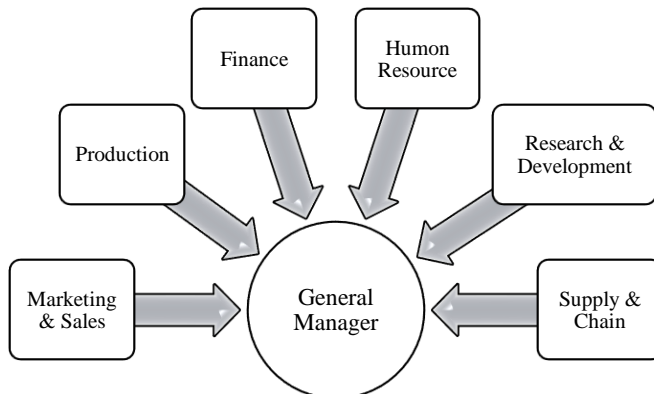 Finance
Humon
Resource
Production
Research &
Development
Marketing
& Sales
General
Manager
Supply &
Chain